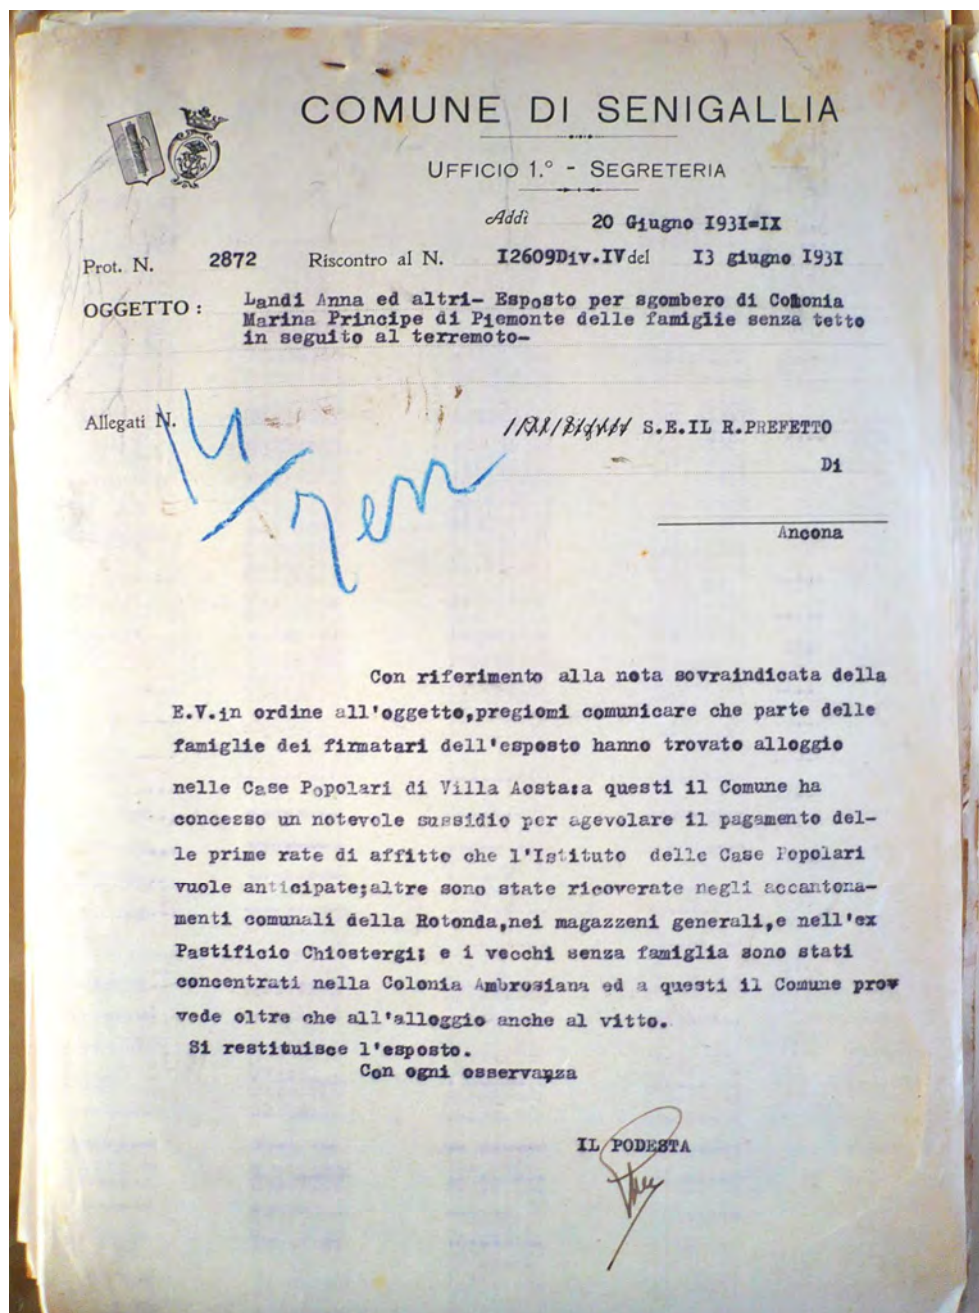 COMUNE DI SENIGALLIA
UFFICIO 1.° - SEGRETERIA
Addì 20 Giugno I93I=IX
Prot. N. 2872 Riscontro al N. I2609Div.IV del I3 giugno I93I
OGGETTO : Landi Anna ed altri- Esposto per sgombero di Colonia
Marina Principe di Piemonte delle famiglie senza tetto
in seguito al terremoto-
Allegati N.
S.E.IL R.PREFETTO
Di
Ancona
Con riferimento alla nota sovraindicata della
E.V.in ordine all'oggetto,pregiomi comunicare che parte delle
famiglie dei firmatari dell'esposto hanno trovato alloggio
nelle Case Popolari di Villa Aosta:a questi il Comune ha
concesso un notevole sussidio per agevolare il pagamento del-
le prime rate di affitto che l'Istituto delle Case Popolari
vuole anticipate;altre sono state ricoverate negli accantona-
menti comunali della Rotonda,nei magazzeni generali,e nell'ex
Pastificio Chiostergi; e i vecchi senza famiglia sono stati
concentrati nella Colonia Ambrosiana ed a questi il Comune prov
vede oltre che all'alloggio anche al vitto.
Si restituisce l'esposto.
Con ogni osservanza
IL PODESTA